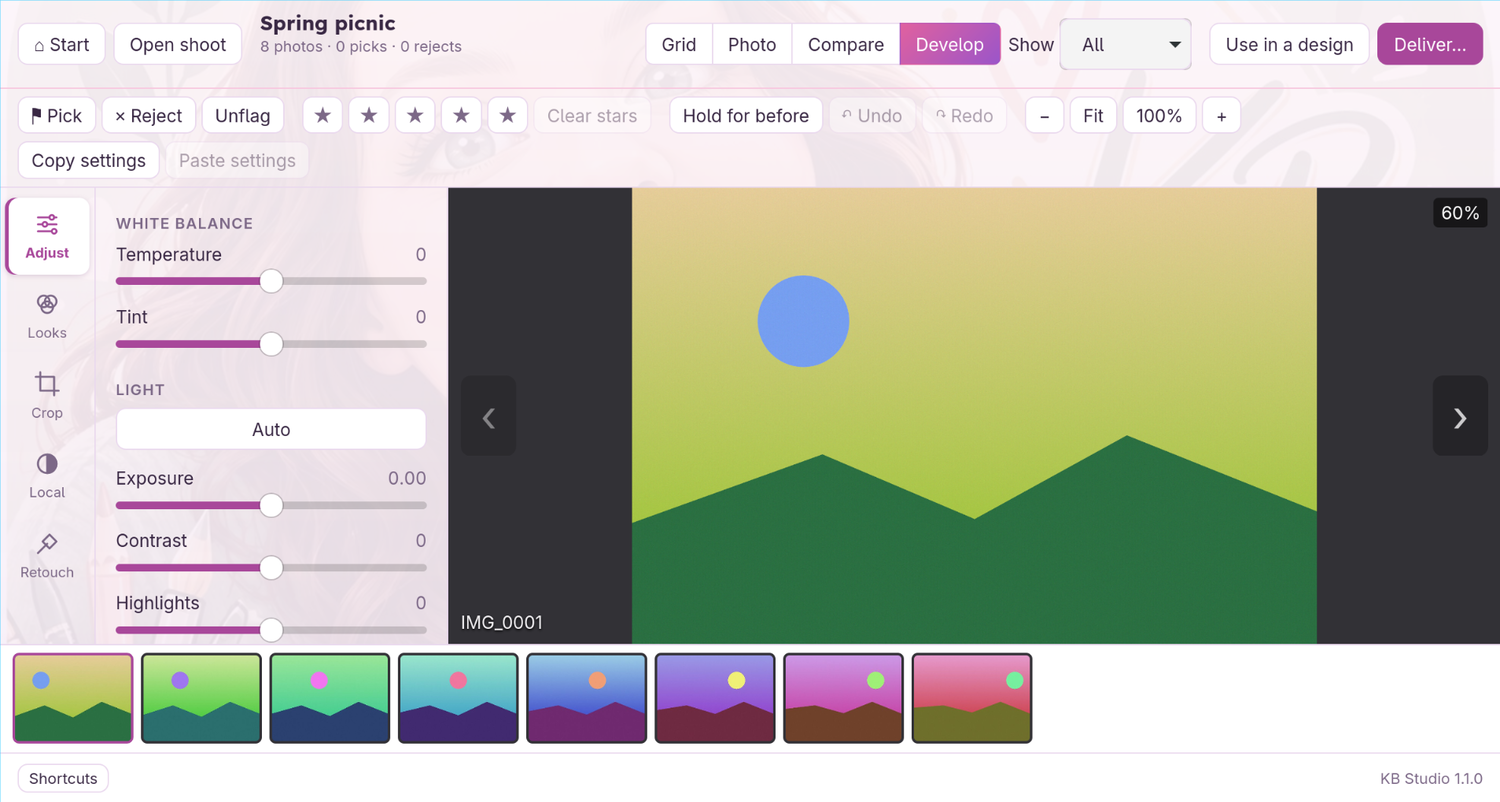 ⌂ Start
Open shoot
Spring picnic
8 photos · 0 picks · 0 rejects
Grid
Photo
Compare
Develop
Show
All
Use in a design
Deliver...
Pick
× Reject
Unflag
★ ★ ★ ★ ★
Clear stars
Hold for before
↶ Undo
↷ Redo
−
Fit
100%
+
Copy settings
Paste settings
Adjust
Looks
Crop
Local
Retouch
WHITE BALANCE
Temperature 0
Tint 0
LIGHT
Auto
Exposure 0.00
Contrast 0
Highlights 0
60%
IMG_0001
Shortcuts
KB Studio 1.1.0